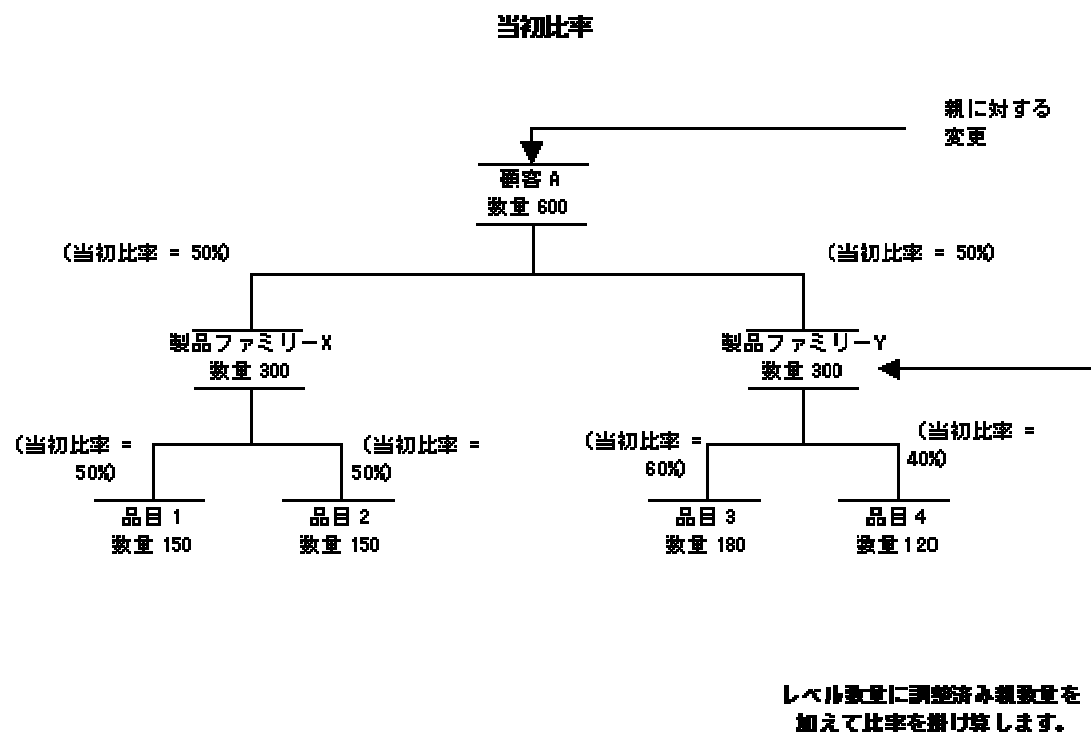 当初比率
親に対する
変更
顧客 A
数量 600
(当初比率 = 50%)
(当初比率 = 50%)
製品ファミリーX
数量 300
製品ファミリーY
数量 300
(当初比率 =
50%)
(当初比率 =
50%)
(当初比率 =
60%)
(当初比率 =
40%)
品目 1
数量 150
品目 2
数量 150
品目 3
数量 180
品目 4
数量 120
レベル数量に調整済み親数量を
加えて比率を掛け算します。